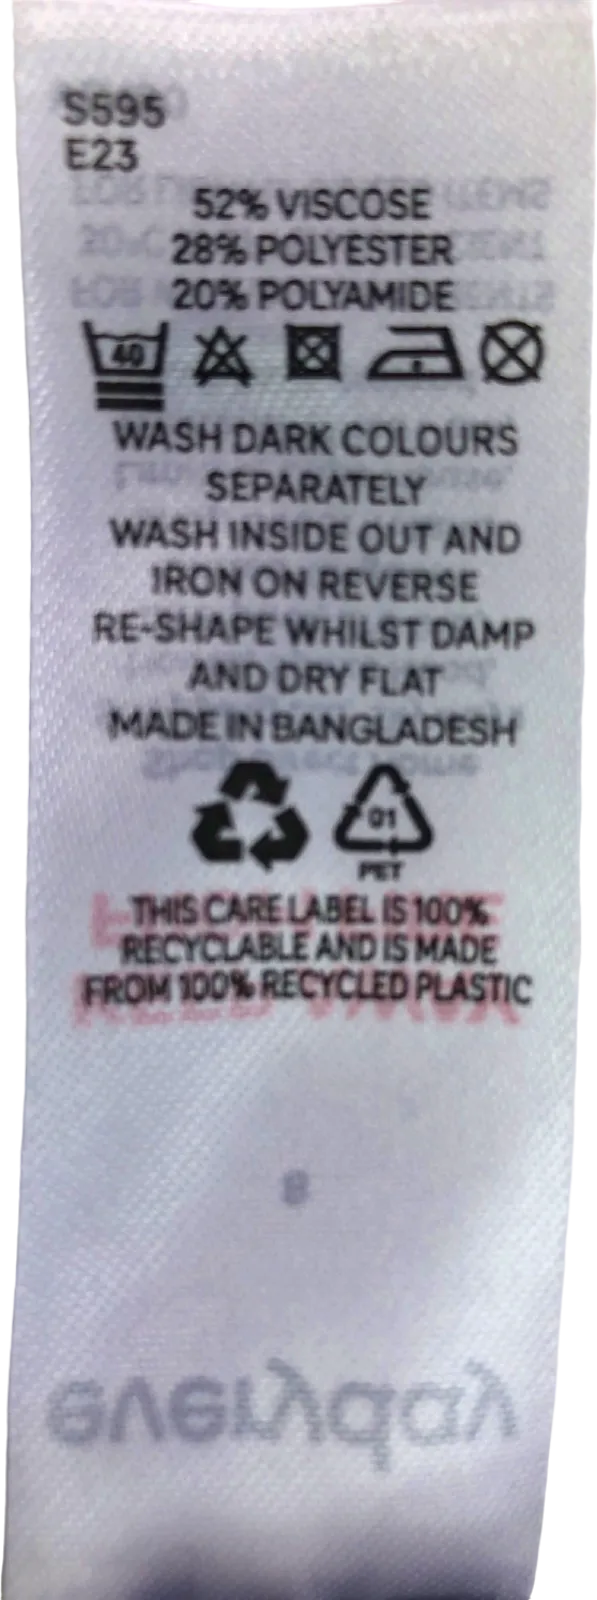 S595
E23
52% VISCOSE
28% POLYESTER
20% POLYAMIDE
40
WASH DARK COLOURS
SEPARATELY
WASH INSIDE OUT AND
IRON ON REVERSE
RE-SHAPE WHILST DAMP
AND DRY FLAT
MADE IN BANGLADESH
01
PET
THIS CARE LABEL IS 100%
RECYCLABLE AND IS MADE
FROM 100% RECYCLED PLASTIC
everyday